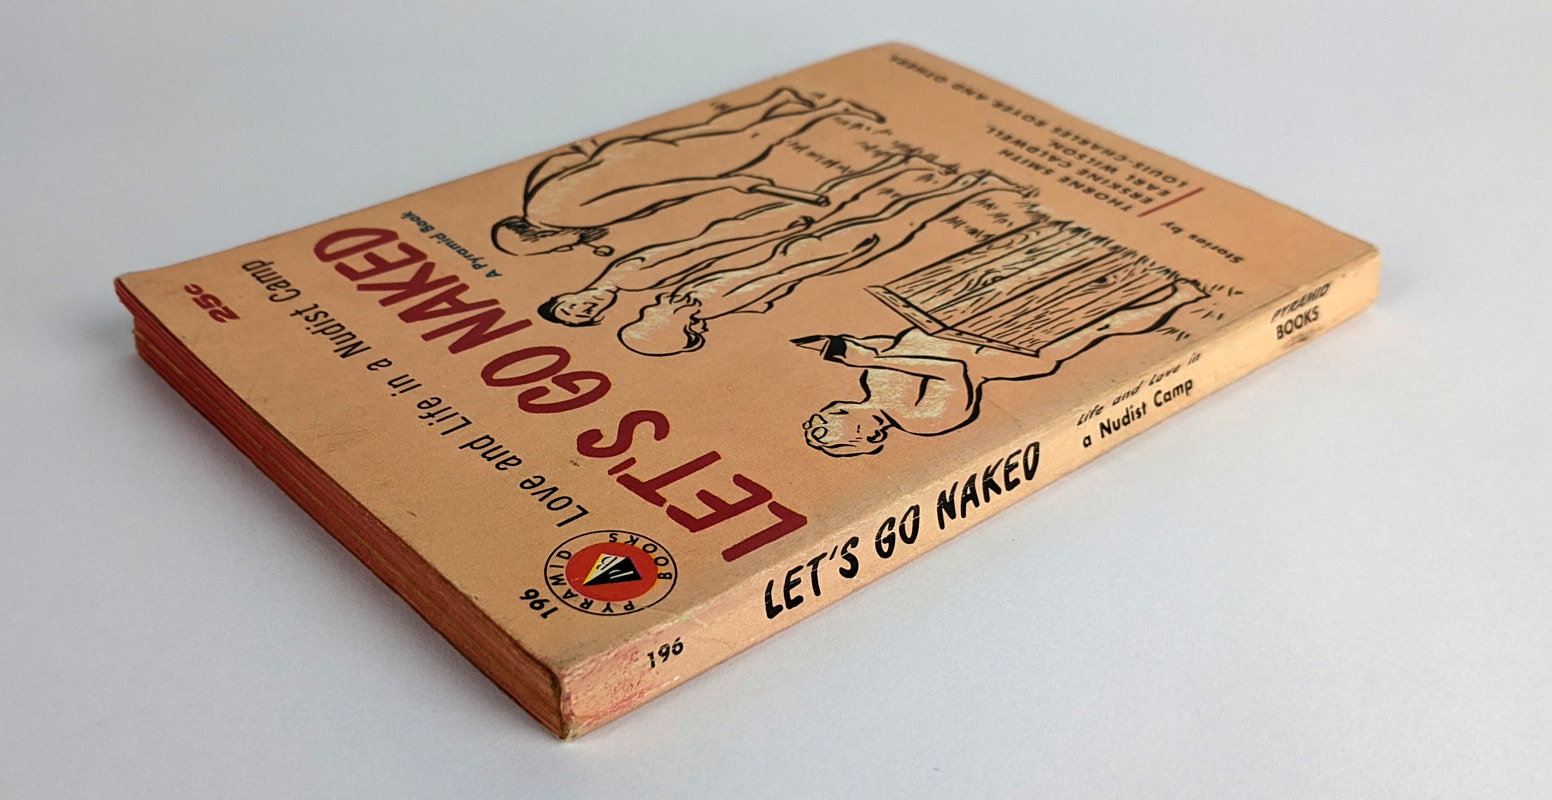 196
PYRAMID BOOKS
PB
25c
Love and Life in a Nudist Camp
LET'S GO NAKED
A Pyramid Book
Stories by
THORNE SMITH
ERSKINE CALDWELL,
EARL WILSON,
LOUIS-CHARLES ROYER, AND OTHERS
196
LET'S GO NAKED
Life and Love in
a Nudist Camp
PYRAMID
BOOKS